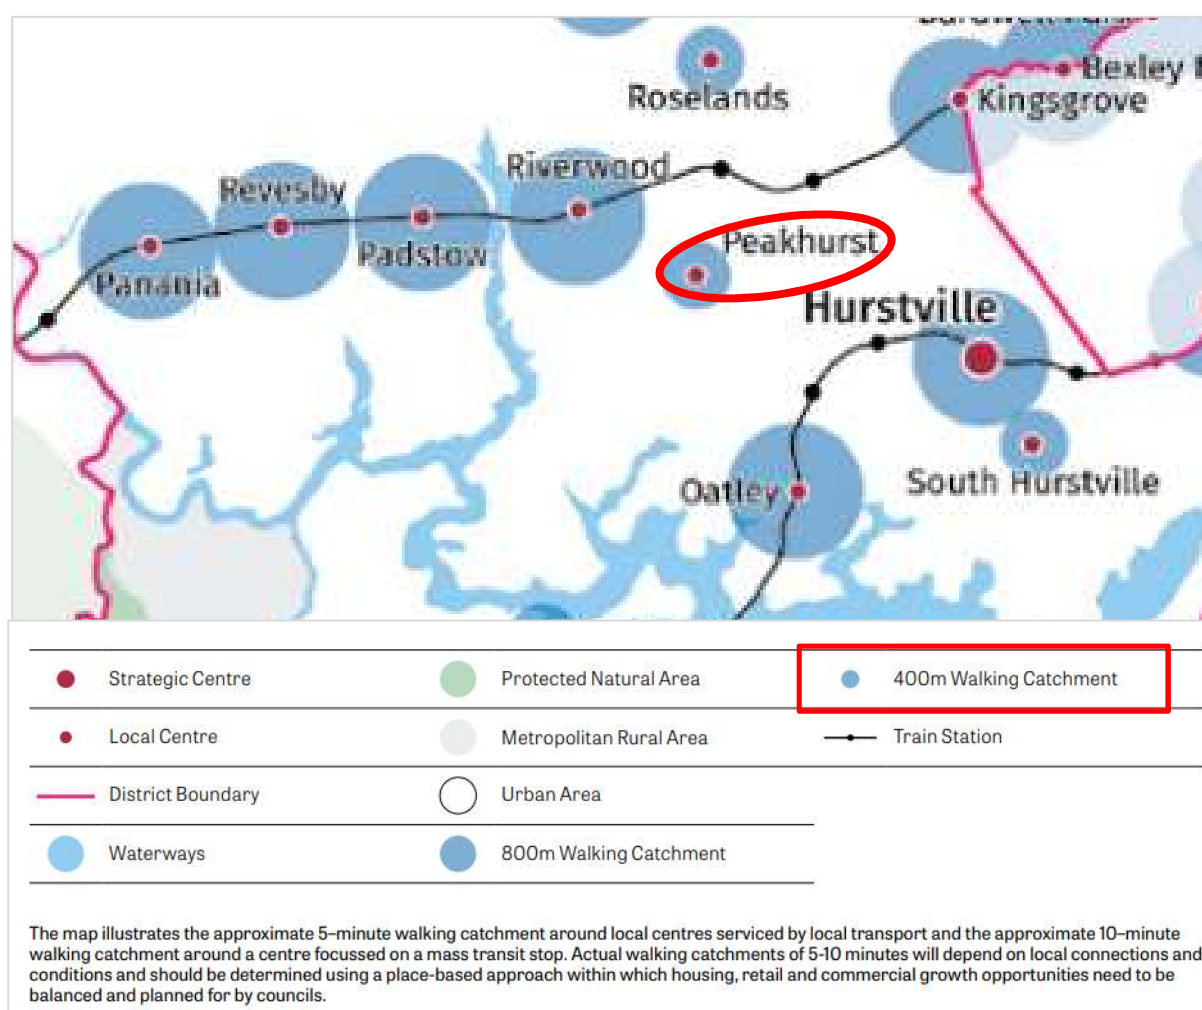 Roselands
Kingsgrove
Riverwood
Revesby
Padstow
Panania
Peakhurst
Hurstville
Oatley
South Hurstville
Bexley
Strategic Centre
Protected Natural Area
400m Walking Catchment
Local Centre
Metropolitan Rural Area
Train Station
District Boundary
Urban Area
Waterways
800m Walking Catchment
The map illustrates the approximate 5–minute walking catchment around local centres serviced by local transport and the approximate 10–minute
walking catchment around a centre focussed on a mass transit stop. Actual walking catchments of 5-10 minutes will depend on local connections and
conditions and should be determined using a place-based approach within which housing, retail and commercial growth opportunities need to be
balanced and planned for by councils.